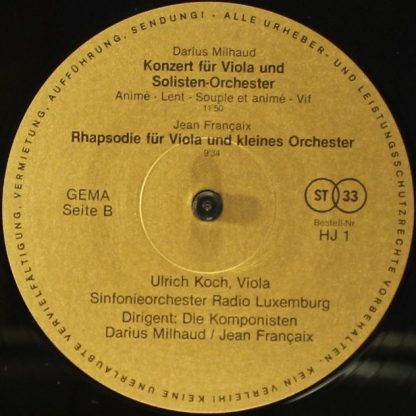 ALLE URHEBER- UND LEISTUNGSSCHUTZRECHTE VORBEHALTEN. KEIN VERLEIH! KEINE UNERLAUBTE VERVIELFÄLTIGUNG, VERMIETUNG, AUFFÜHRUNG, SENDUNG! -
Darius Milhaud
Konzert für Viola und
Solisten-Orchester
Animé - Lent - Souple et animé - Vif
11'50
Jean Françaix
Rhapsodie für Viola und kleines Orchester
9'34
GEMA
Seite B
ST 33
Bestell-Nr.
HJ 1
Ulrich Koch, Viola
Sinfonieorchester Radio Luxemburg
Dirigent: Die Komponisten
Darius Milhaud / Jean Françaix